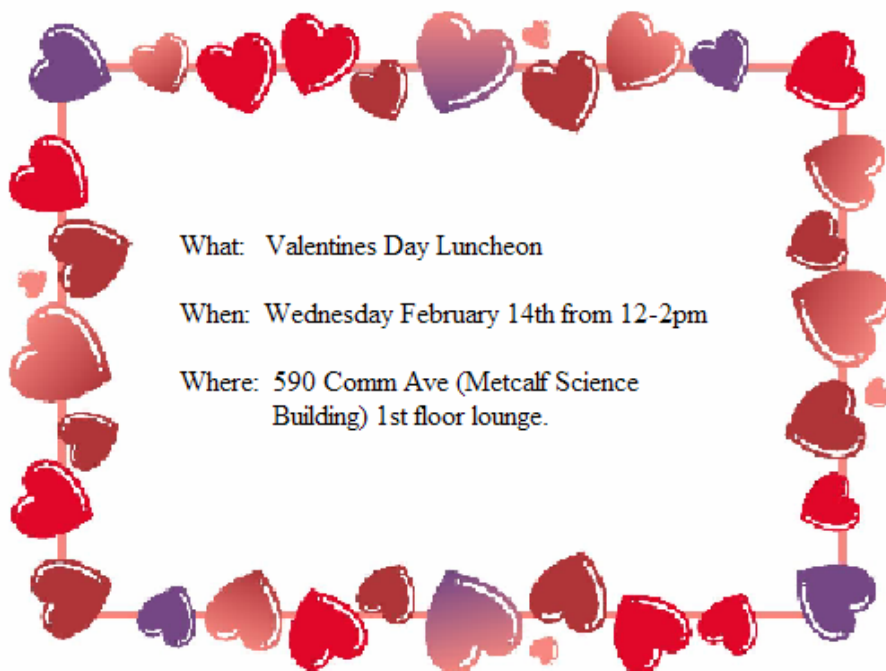 What: Valentines Day Luncheon
When: Wednesday February 14th from 12-2pm
Where: 590 Comm Ave (Metcalf Science
Building) 1st floor lounge.